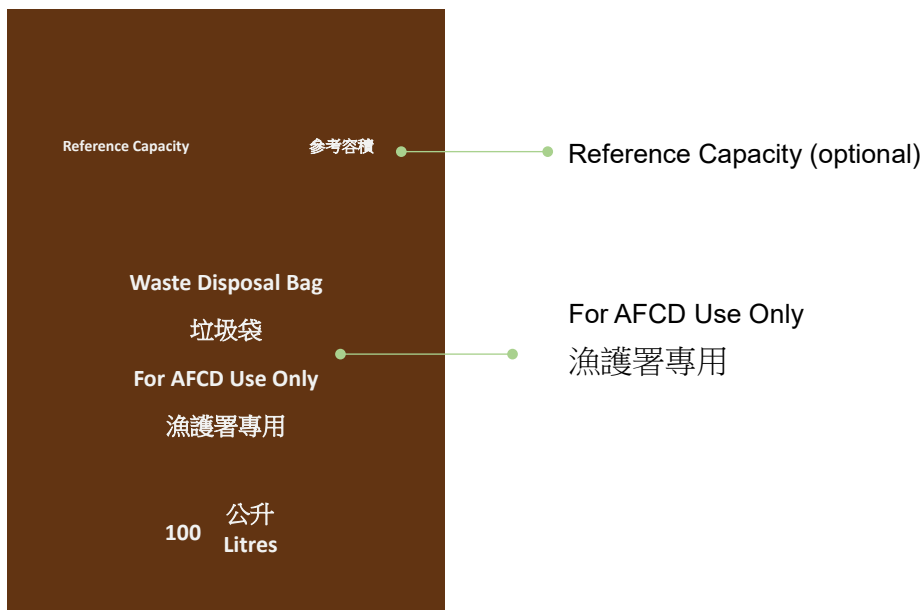 Reference Capacity 參考容積
Reference Capacity (optional)
Waste Disposal Bag
垃圾袋
For AFCD Use Only
漁護署專用
For AFCD Use Only
漁護署專用
100 公升
Litres